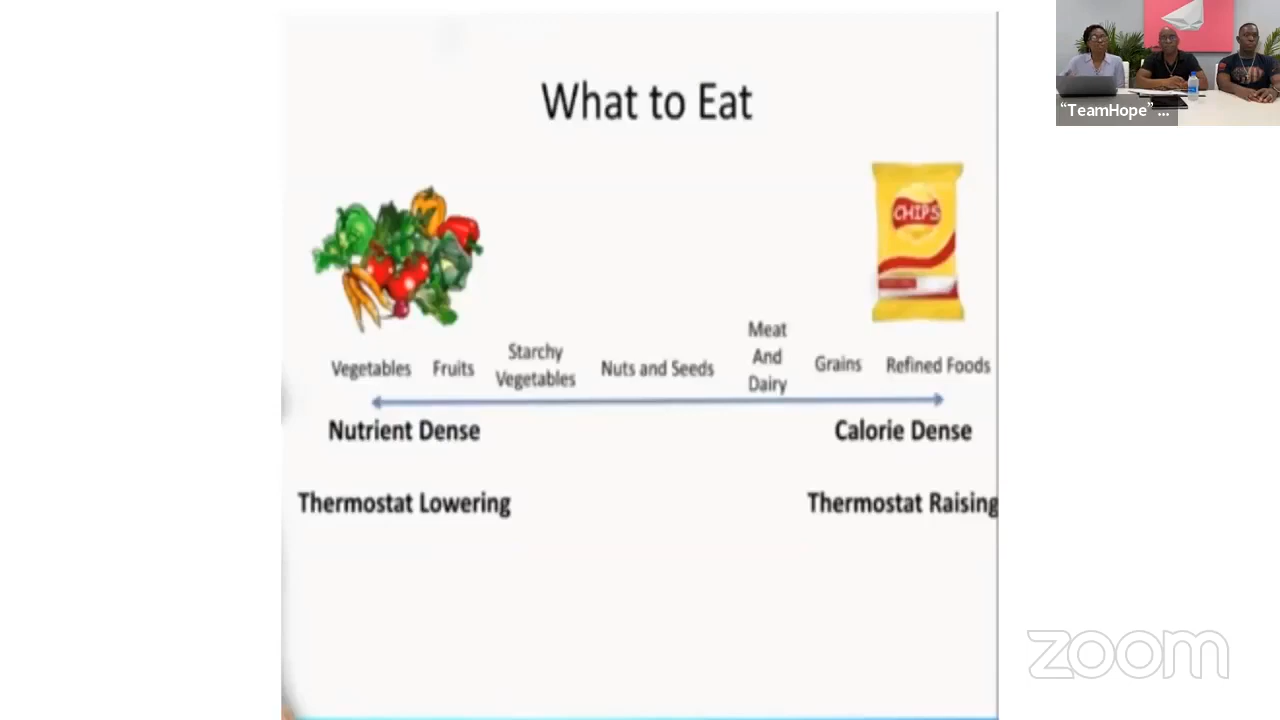 What to Eat
CHIPS
Vegetables
Fruits
Starchy
Vegetables
Nuts and Seeds
Meat
And
Dairy
Grains
Refined Foods
Nutrient Dense
Calorie Dense
Thermostat Lowering
Thermostat Raising
“TeamHope” ...
zoom